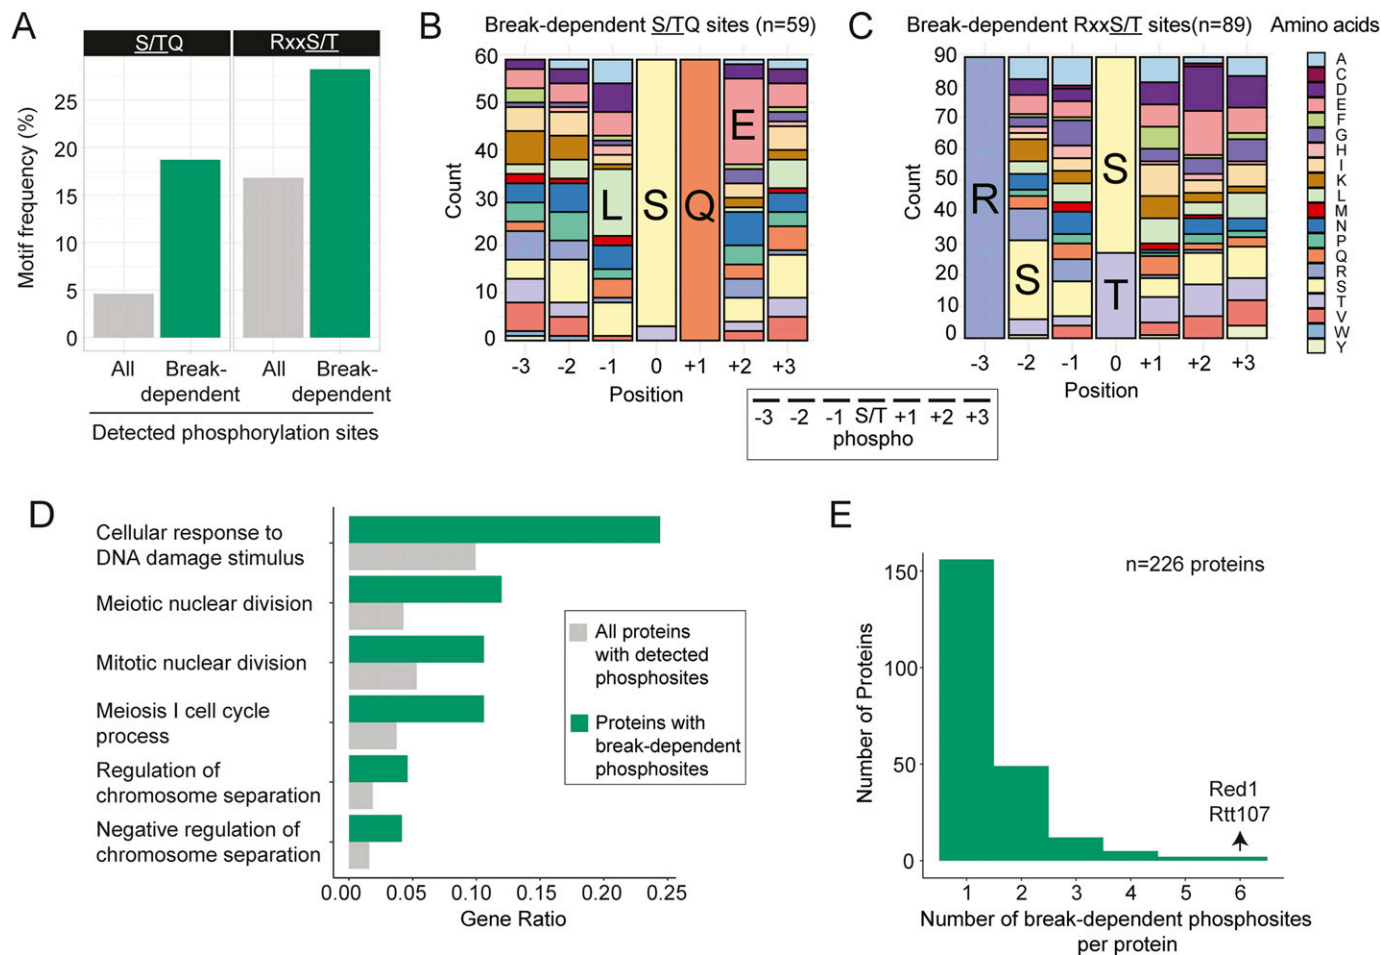 A
S/TQ
RxxS/T
Motif frequency (%)
25
20
15
10
5
0
All
Break-
dependent
All
Break-
dependent
Detected phosphorylation sites
B
Break-dependent S/TQ sites (n=59)
Count
60
50
40
30
20
10
0
L
S
Q
E
-3
-2
-1
0
+1
+2
+3
Position
C
Break-dependent RxxS/T sites(n=89)
Count
90
80
70
60
50
40
30
20
10
0
R
S
S
T
-3
-2
-1
0
+1
+2
+3
Position
Amino acids
A
C
D
E
F
G
H
I
K
L
M
N
P
Q
R
S
T
V
W
Y
-3 -2 -1 S/T +1 +2 +3
phospho
D
Cellular response to
DNA damage stimulus
Meiotic nuclear division
Mitotic nuclear division
Meiosis I cell cycle
process
Regulation of
chromosome separation
Negative regulation of
chromosome separation
0.00
0.05
0.10
0.15
0.20
0.25
Gene Ratio
All proteins
with detected
phosphosites
Proteins with
break-dependent
phosphosites
E
n=226 proteins
Number of Proteins
150
100
50
0
Red1
Rtt107
1
2
3
4
5
6
Number of break-dependent phosphosites
per protein